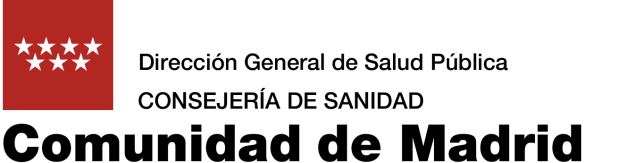 Dirección General de Salud Pública
CONSEJERÍA DE SANIDAD
Comunidad de Madrid